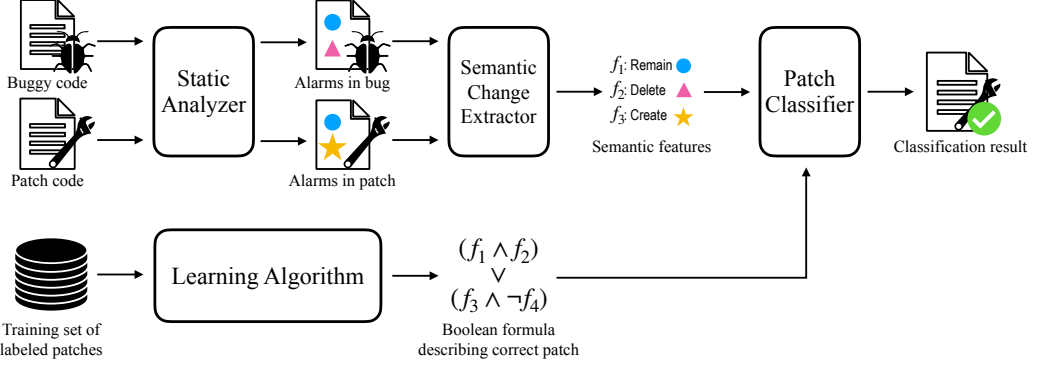 Buggy code
Static
Analyzer
Alarms in bug
Semantic
Change
Extractor
f₁: Remain
f₂: Delete
f₃: Create
Semantic features
Patch
Classifier
Classification result
Patch code
Alarms in patch
Training set of
labeled patches
Learning Algorithm
(f₁ ∧ f₂)
∨
(f₃ ∧ ¬f₄)
Boolean formula
describing correct patch